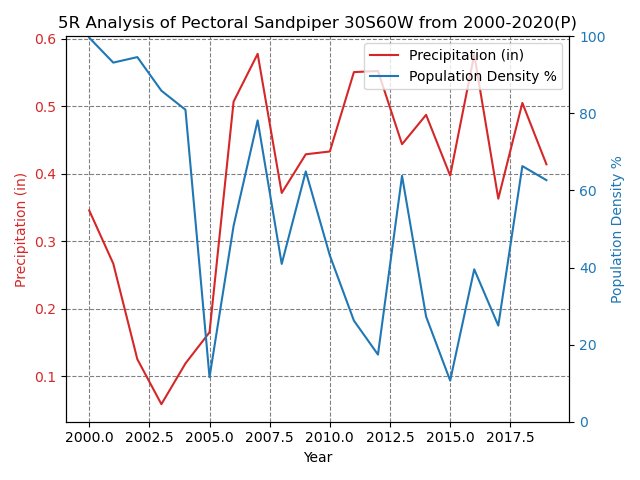 5R Analysis of Pectoral Sandpiper 30S60W from 2000-2020(P)
Precipitation (in)
Population Density %
0.6
0.5
0.4
0.3
0.2
0.1
Precipitation (in)
100
80
60
40
20
0
Population Density %
2000.0 2002.5 2005.0 2007.5 2010.0 2012.5 2015.0 2017.5
Year